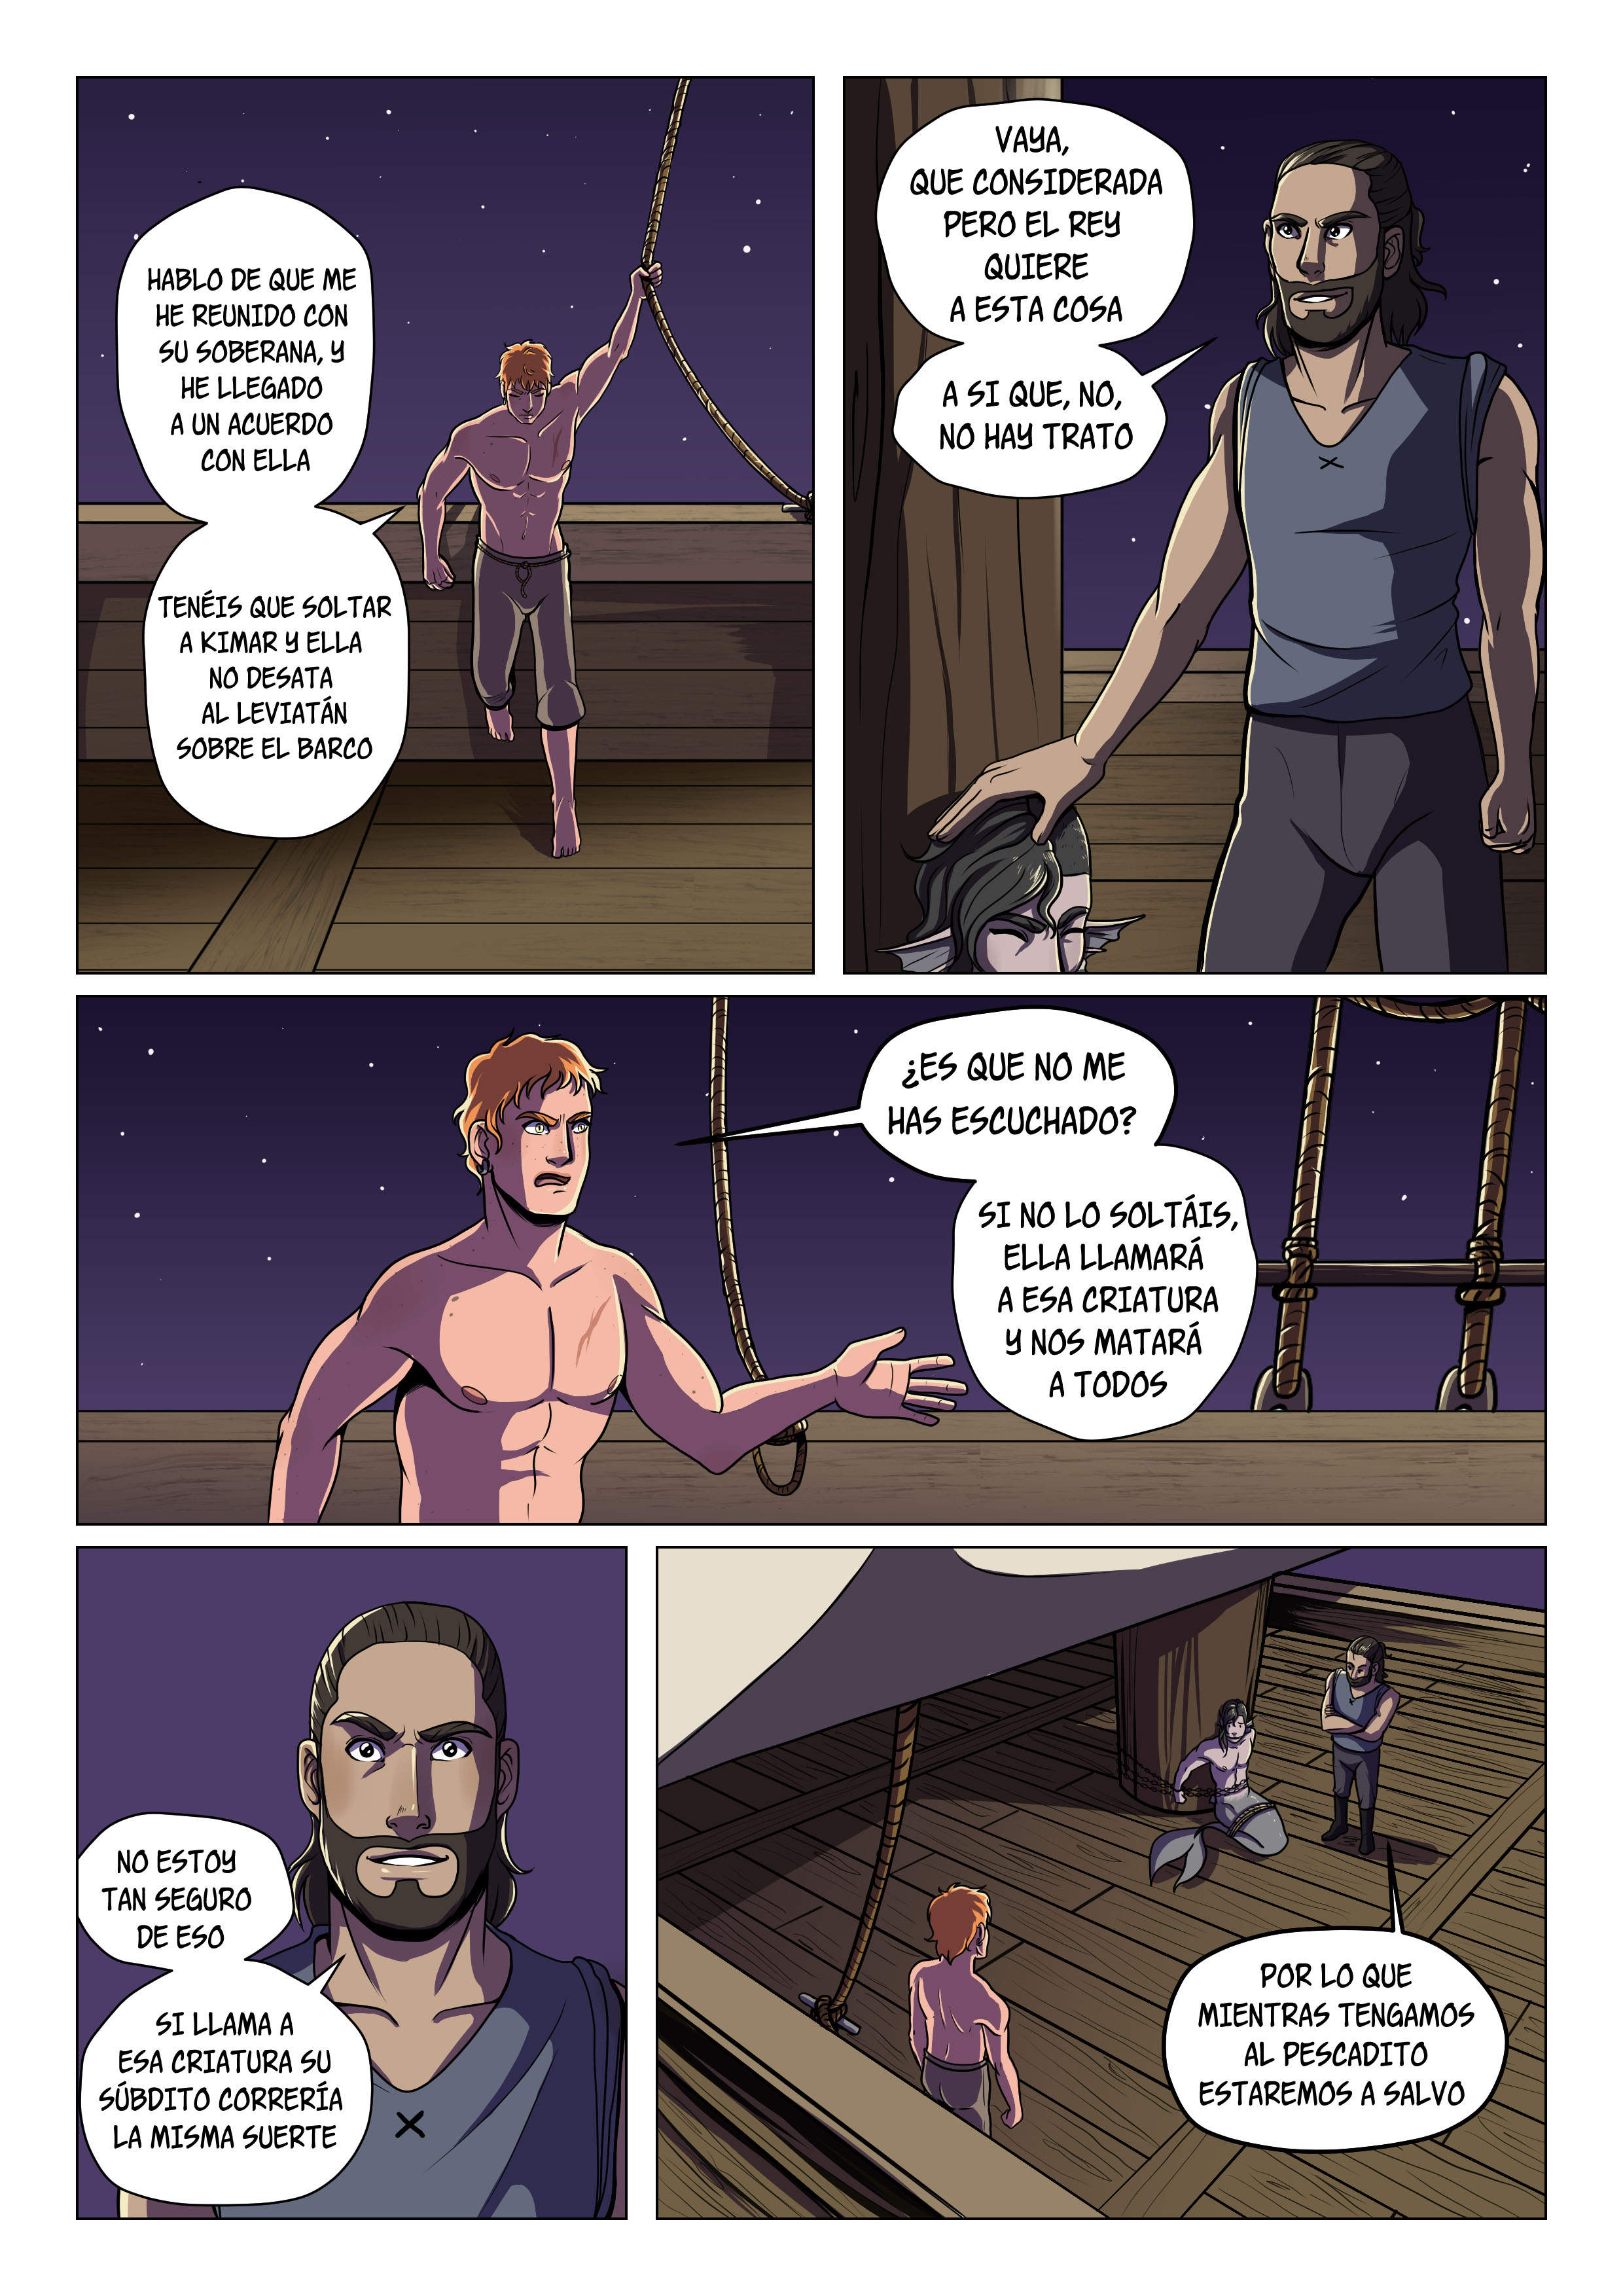 HABLO DE QUE ME
HE REUNIDO CON
SU SOBERANA, Y
HE LLEGADO
A UN ACUERDO
CON ELLA
TENÉIS QUE SOLTAR
A KIMAR Y ELLA
NO DESATA
AL LEVIATÁN
SOBRE EL BARCO
VAYA,
QUE CONSIDERADA
PERO EL REY
QUIERE
A ESTA COSA
A SI QUE, NO,
NO HAY TRATO
¿ES QUE NO ME
HAS ESCUCHADO?
SI NO LO SOLTÁIS,
ELLA LLAMARÁ
A ESA CRIATURA
Y NOS MATARÁ
A TODOS
NO ESTOY
TAN SEGURO
DE ESO
SI LLAMA A
ESA CRIATURA SU
SÚBDITO CORRERÍA
LA MISMA SUERTE
POR LO QUE
MIENTRAS TENGAMOS
AL PESCADITO
ESTAREMOS A SALVO